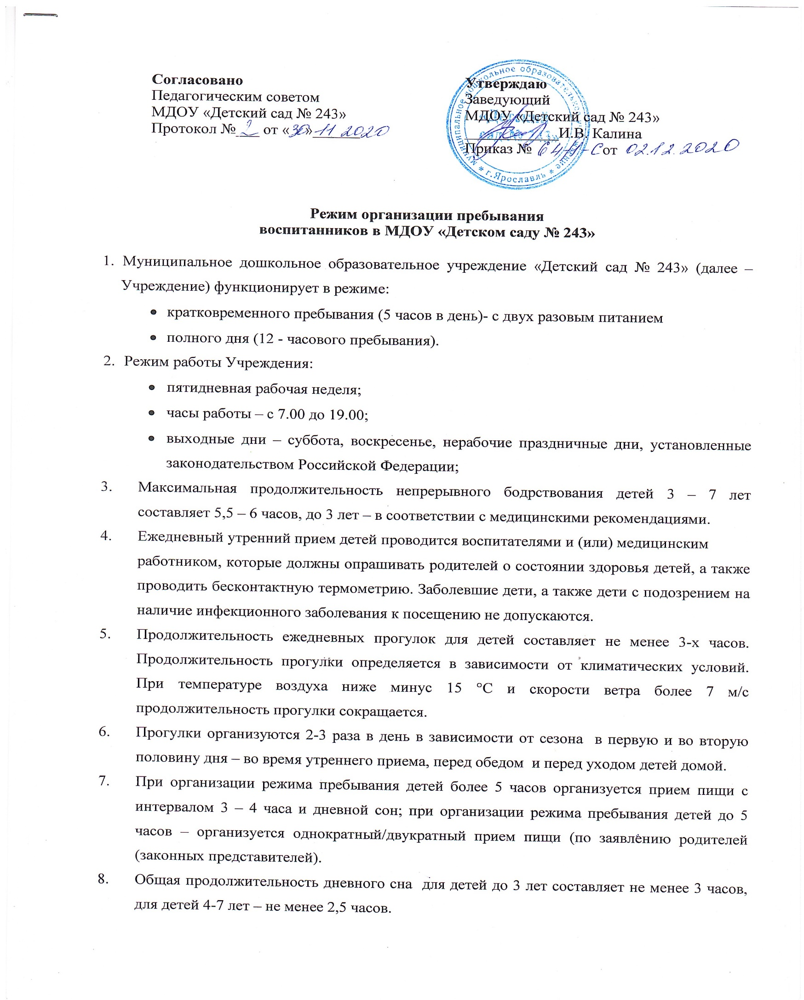 Согласовано
Педагогическим советом
МДОУ «Детский сад № 243»
Протокол № 2 от «30» 11 2020
Утверждаю
Заведующий
МДОУ «Детский сад № 243»
И.В. Калина
Приказ № от 02.12.2020
муниципальное дошкольное образовательное
* г.Ярославль *
Режим организации пребывания
воспитанников в МДОУ «Детском саду № 243»
1. Муниципальное дошкольное образовательное учреждение «Детский сад № 243» (далее –
Учреждение) функционирует в режиме:
• кратковременного пребывания (5 часов в день)- с двух разовым питанием
• полного дня (12 - часового пребывания).
2. Режим работы Учреждения:
• пятидневная рабочая неделя;
• часы работы – с 7.00 до 19.00;
• выходные дни – суббота, воскресенье, нерабочие праздничные дни, установленные
законодательством Российской Федерации;
3. Максимальная продолжительность непрерывного бодрствования детей 3 – 7 лет
составляет 5,5 – 6 часов, до 3 лет – в соответствии с медицинскими рекомендациями.
4. Ежедневный утренний прием детей проводится воспитателями и (или) медицинским
работником, которые должны опрашивать родителей о состоянии здоровья детей, а также
проводить бесконтактную термометрию. Заболевшие дети, а также дети с подозрением на
наличие инфекционного заболевания к посещению не допускаются.
5. Продолжительность ежедневных прогулок для детей составляет не менее 3-х часов.
Продолжительность прогулки определяется в зависимости от климатических условий.
При температуре воздуха ниже минус 15 °С и скорости ветра более 7 м/с
продолжительность прогулки сокращается.
6. Прогулки организуются 2-3 раза в день в зависимости от сезона в первую и во вторую
половину дня – во время утреннего приема, перед обедом и перед уходом детей домой.
7. При организации режима пребывания детей более 5 часов организуется прием пищи с
интервалом 3 – 4 часа и дневной сон; при организации режима пребывания детей до 5
часов – организуется однократный/двукратный прием пищи (по заявлению родителей
(законных представителей).
8. Общая продолжительность дневного сна для детей до 3 лет составляет не менее 3 часов,
для детей 4-7 лет – не менее 2,5 часов.